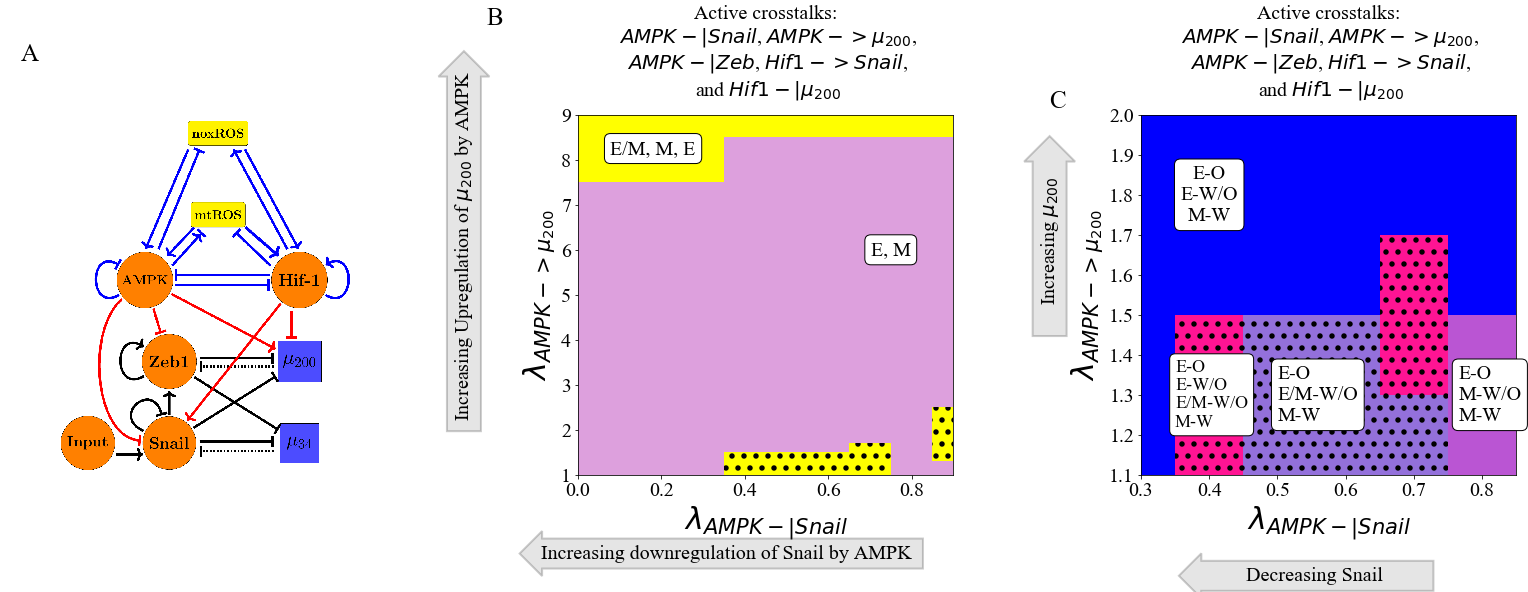 A
noxROS
mtROS
AMPK
Hif-1
Zeb1
μ200
Input
Snail
μ34
B
Active crosstalks:
AMPK − |Snail, AMPK − > μ200,
AMPK − |Zeb, Hif1 − > Snail,
and Hif1 − |μ200
Increasing Upregulation of μ200 by AMPK
λAMPK − > μ200
9
8
7
6
5
4
3
2
1
E/M, M, E
E, M
0.0 0.2 0.4 0.6 0.8
λAMPK − |Snail
Increasing downregulation of Snail by AMPK
C
Active crosstalks:
AMPK − |Snail, AMPK − > μ200,
AMPK − |Zeb, Hif1 − > Snail,
and Hif1 − |μ200
Increasing μ200
λAMPK − > μ200
2.0
1.9
1.8
1.7
1.6
1.5
1.4
1.3
1.2
1.1
E-O
E-W/O
M-W
E-O
E-W/O
E/M-W/O
M-W
E-O
E/M-W/O
M-W
E-O
M-W/O
M-W
0.3 0.4 0.5 0.6 0.7 0.8
λAMPK − |Snail
Decreasing Snail